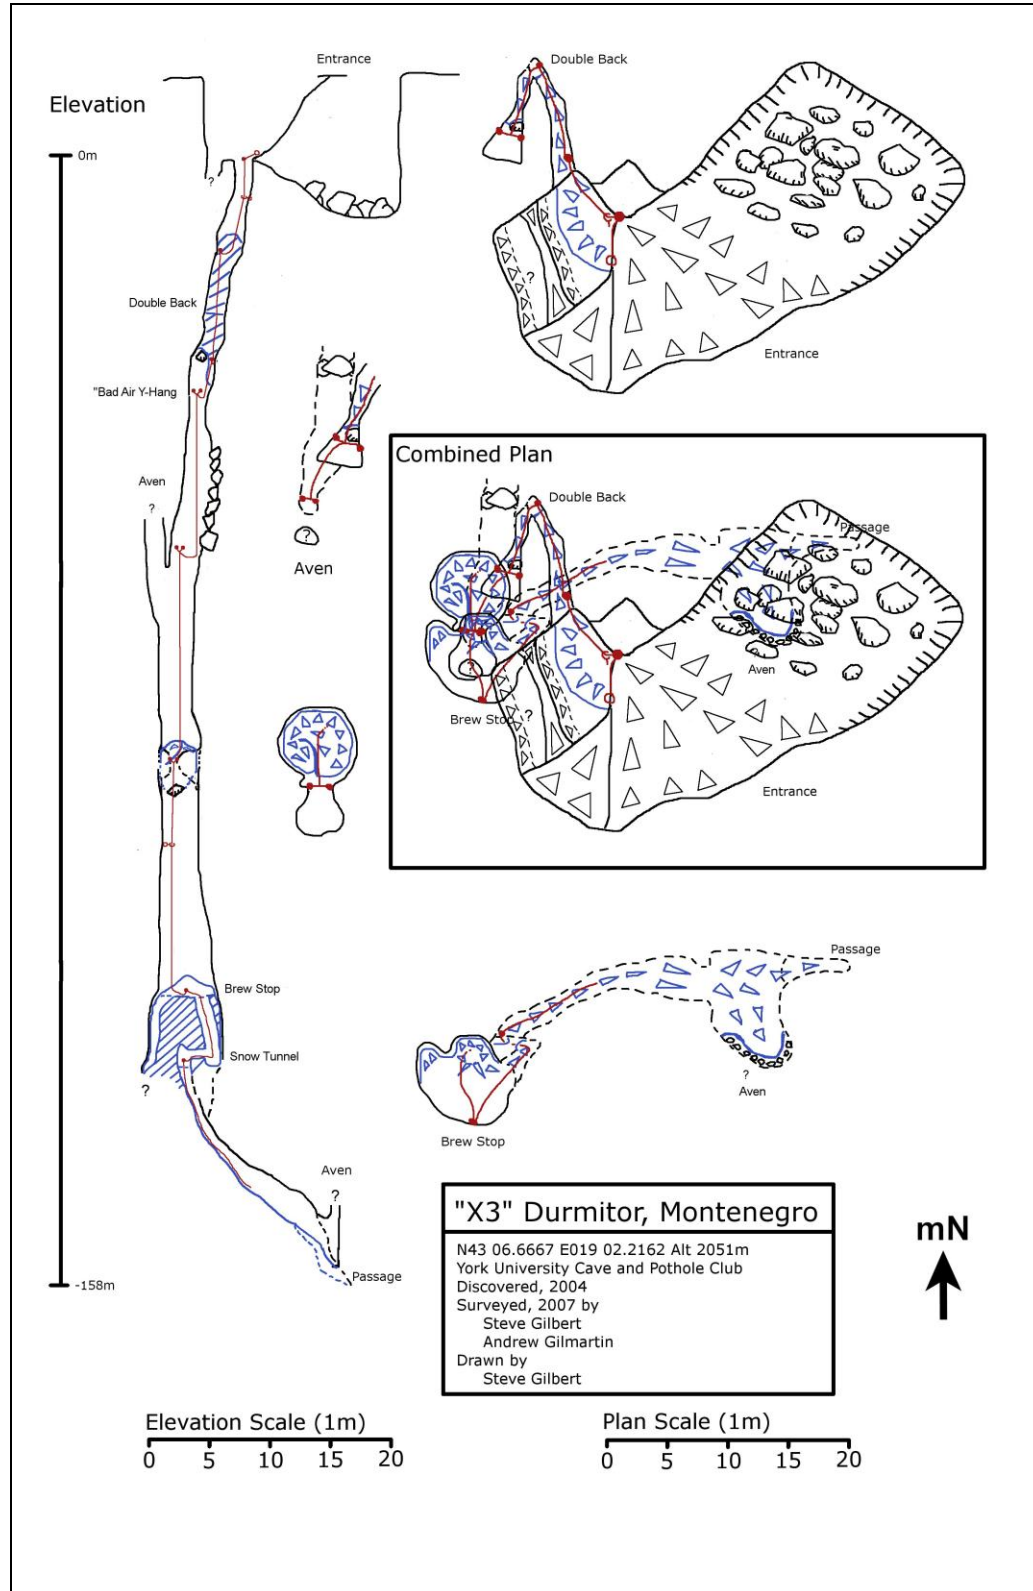 Entrance
Elevation
0m
?
Double Back
"Bad Air Y-Hang
Aven
?
Brew Stop
Snow Tunnel
?
Aven
?
Passage
-158m
?
Aven
Double Back
?
Entrance
Combined Plan
Double Back
Passage
?
Aven
Brew Stop
?
Entrance
Passage
?
Aven
Brew Stop
"X3" Durmitor, Montenegro
N43 06.6667 E019 02.2162 Alt 2051m
York University Cave and Pothole Club
Discovered, 2004
Surveyed, 2007 by
Steve Gilbert
Andrew Gilmartin
Drawn by
Steve Gilbert
mN
Elevation Scale (1m)
0 5 10 15 20
Plan Scale (1m)
0 5 10 15 20